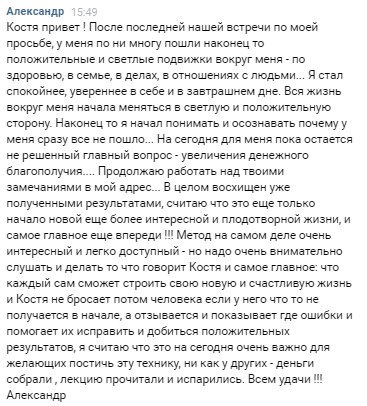 Александр 15:49
Костя привет ! После последней нашей встречи по моей
просьбе, у меня по ни многу пошли наконец то
положительные и светлые подвижки вокруг меня - по
здоровью, в семье, в делах, в отношениях с людьми... Я стал
спокойнее, увереннее в себе и в завтрашнем дне. Вся жизнь
вокруг меня начала меняться в светлую и положительную
сторону. Наконец то я начал понимать и осознавать почему у
меня сразу все не пошло... На сегодня для меня пока остается
не решенный главный вопрос - увеличения денежного
благополучия.... Продолжаю работать над твоими
замечаниями в мой адрес... В целом восхищен уже
полученными результатами, считаю что это еще только
начало новой еще более интересной и плодотворной жизни, и
самое главное еще впереди !!! Метод на самом деле очень
интересный и легко доступный - но надо очень внимательно
слушать и делать то что говорит Костя и самое главное: что
каждый сам сможет строить свою новую и счастливую жизнь
и Костя не бросает потом человека если у него что то не
получается в начале, а отзывается и показывает где ошибки и
помогает их исправить и добиться положительных
результатов, я считаю что это на сегодня очень важно для
желающих постичь эту технику, ни как у других - деньги
собрали , лекцию прочитали и испарились. Всем удачи !!!
Александр